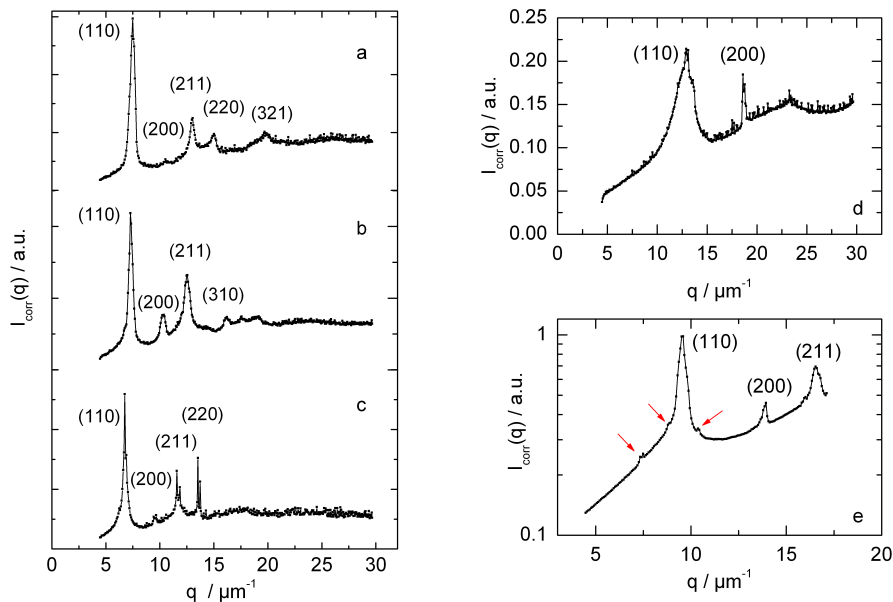 (110)
a
(211)
(220)
(200)
(321)
(110)
b
(211)
(200)
(310)
(110)
c
(220)
(211)
(200)
I_corr(q) / a.u.
0 5 10 15 20 25 30
q / µm⁻¹
0.25
0.20
0.15
0.10
0.05
0.00
(110)
(200)
d
I_corr(q) / a.u.
0 5 10 15 20 25 30
q / µm⁻¹
1
0.1
(110)
(211)
(200)
e
I_corr(q) / a.u.
5 10 15 20
q / µm⁻¹